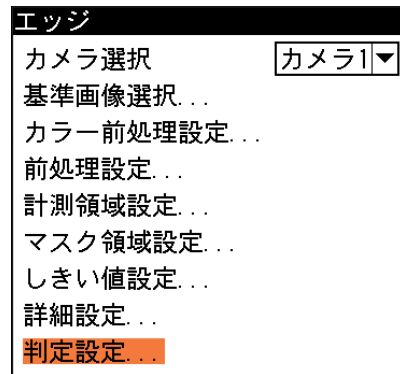 エッジ
カメラ選択 カメラ1▼
基準画像選択...
カラー前処理設定...
前処理設定...
計測領域設定...
マスク領域設定...
しきい値設定...
詳細設定...
判定設定...